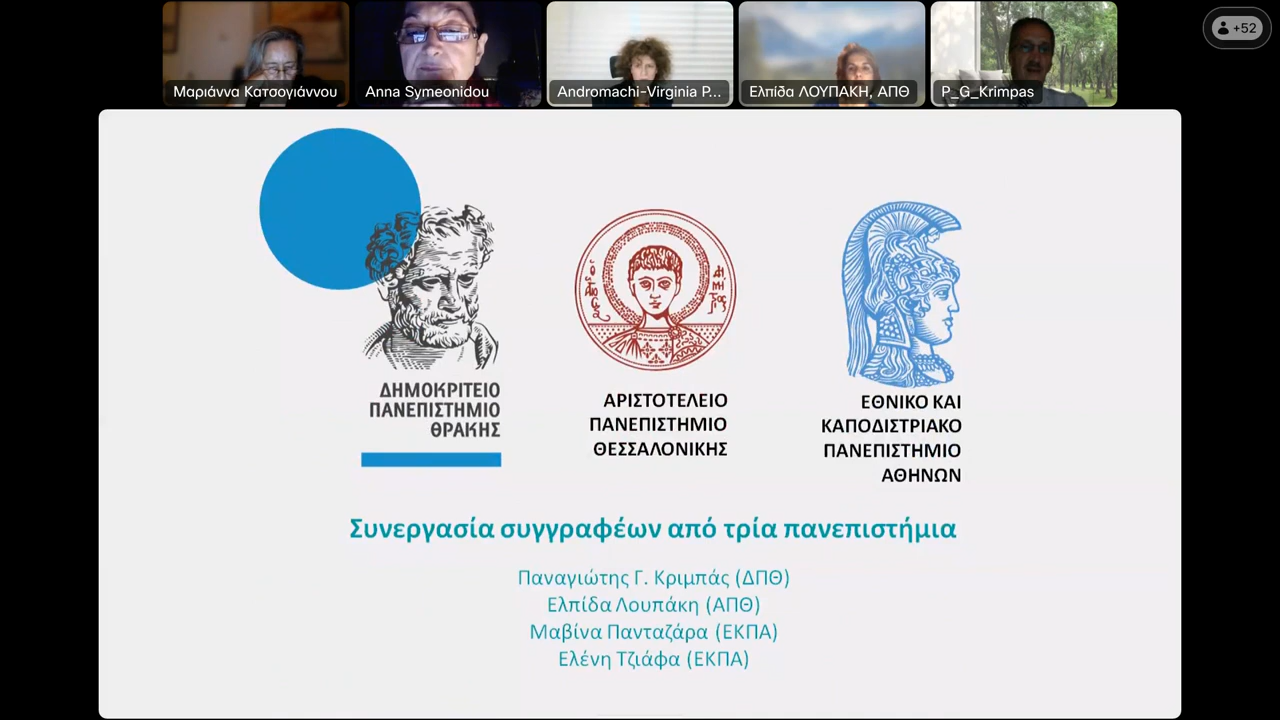 Μαριάννα Κατσογιάννου
Anna Symeonidou
Andromachi-Virginia P...
Ελπίδα ΛΟΥΠΑΚΗ, ΑΠΘ
P_G_Krimpas
+52
ΔΗΜΟΚΡΙΤΕΙΟ
ΠΑΝΕΠΙΣΤΗΜΙΟ
ΘΡΑΚΗΣ
ΑΡΙΣΤΟΤΕΛΕΙΟ
ΠΑΝΕΠΙΣΤΗΜΙΟ
ΘΕΣΣΑΛΟΝΙΚΗΣ
ΕΘΝΙΚΟ ΚΑΙ
ΚΑΠΟΔΙΣΤΡΙΑΚΟ
ΠΑΝΕΠΙΣΤΗΜΙΟ
ΑΘΗΝΩΝ
Συνεργασία συγγραφέων από τρία πανεπιστήμια
Παναγιώτης Γ. Κριμπάς (ΔΠΘ)
Ελπίδα Λουπάκη (ΑΠΘ)
Μαβίνα Πανταζάρα (ΕΚΠΑ)
Ελένη Τζιάφα (ΕΚΠΑ)